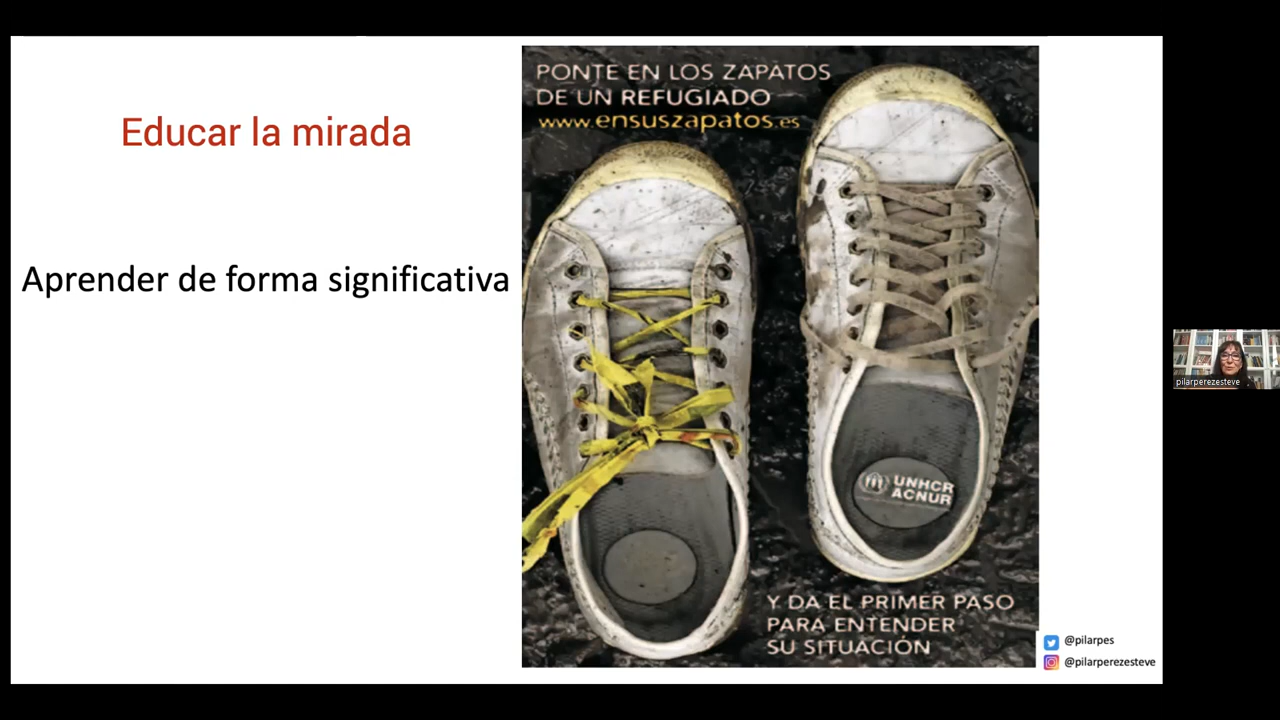 Educar la mirada
Aprender de forma significativa
PONTE EN LOS ZAPATOS
DE UN REFUGIADO
www.ensuszapatos.es
UNHCR
ACNUR
Y DA EL PRIMER PASO
PARA ENTENDER
SU SITUACIÓN
@pilarpes
@pilarperezesteve
pilarperezesteve